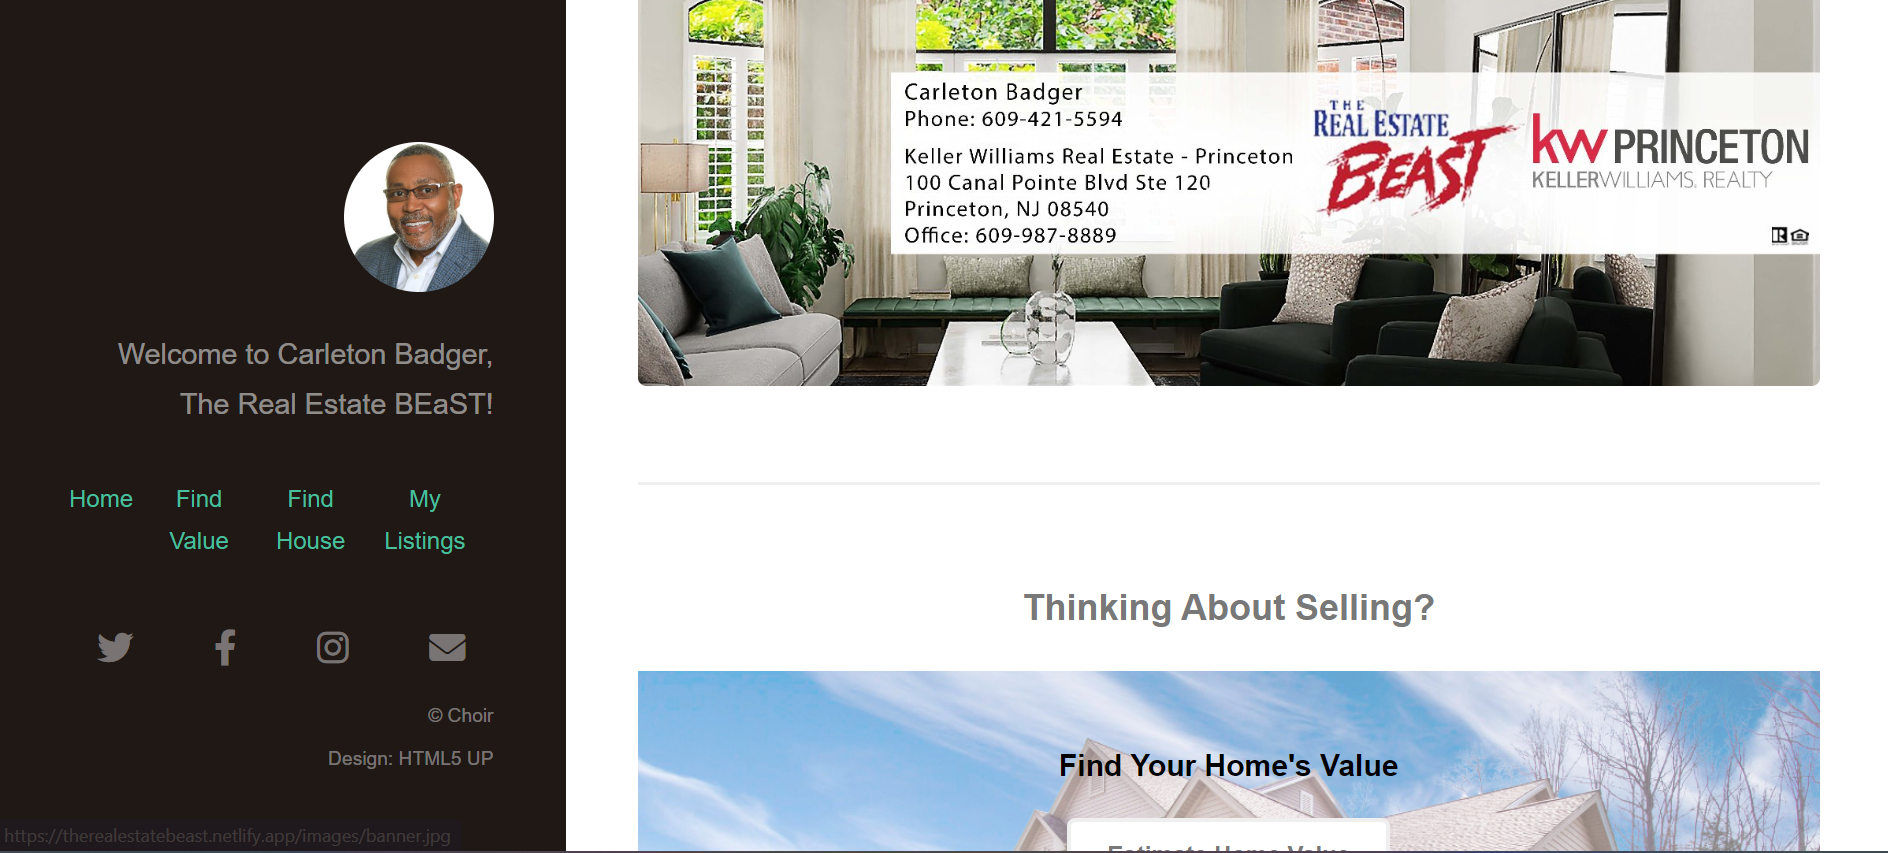 Welcome to Carleton Badger,
The Real Estate BEaST!
Home
Find
Value
Find
House
My
Listings
© Choir
Design: HTML5 UP
https://therealestatebeast.netlify.app/images/banner.jpg
Carleton Badger
Phone: 609-421-5594
Keller Williams Real Estate - Princeton
100 Canal Pointe Blvd Ste 120
Princeton, NJ 08540
Office: 609-987-8889
THE
REAL ESTATE
BEAST
kw PRINCETON
KELLERWILLIAMS. REALTY
Thinking About Selling?
Find Your Home's Value
Estimate Home Value